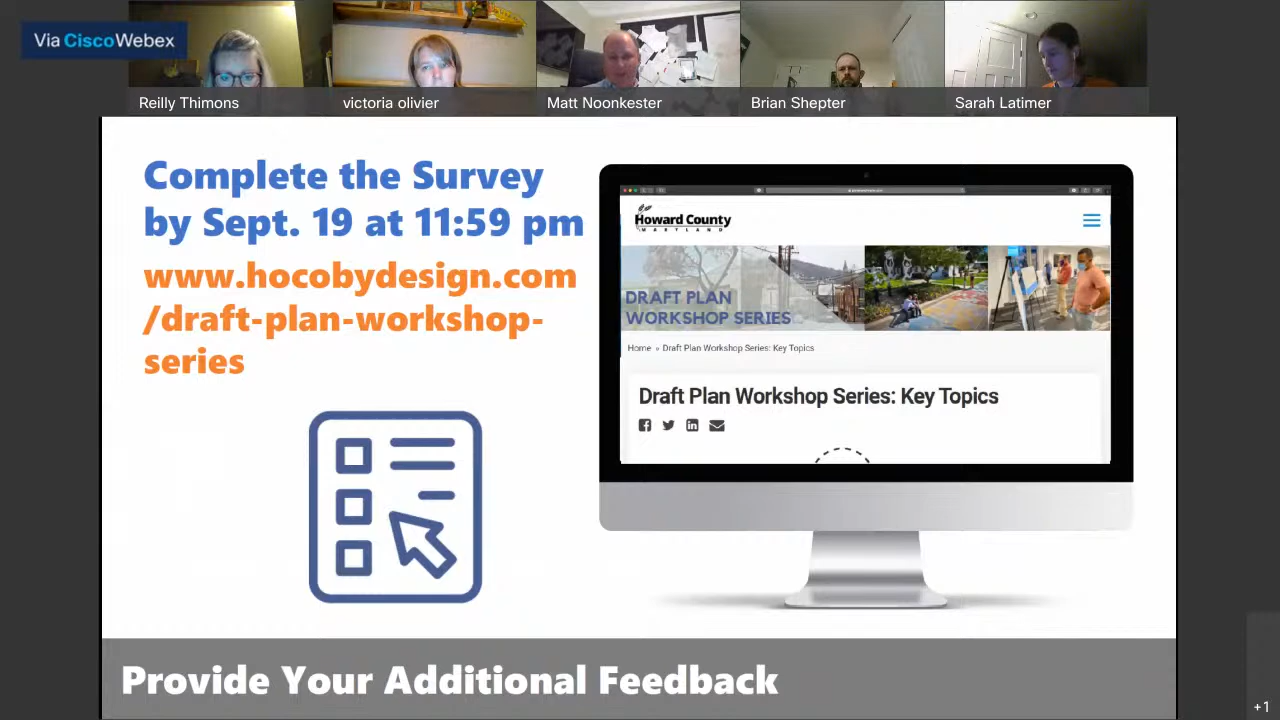 Via Cisco Webex
Reilly Thimons
victoria olivier
Matt Noonkester
Brian Shepter
Sarah Latimer
Complete the Survey
by Sept. 19 at 11:59 pm
www.hocobydesign.com
/draft-plan-workshop-
series
Howard County
MARYLAND
DRAFT PLAN
WORKSHOP SERIES
Home » Draft Plan Workshop Series: Key Topics
Draft Plan Workshop Series: Key Topics
Provide Your Additional Feedback
+1